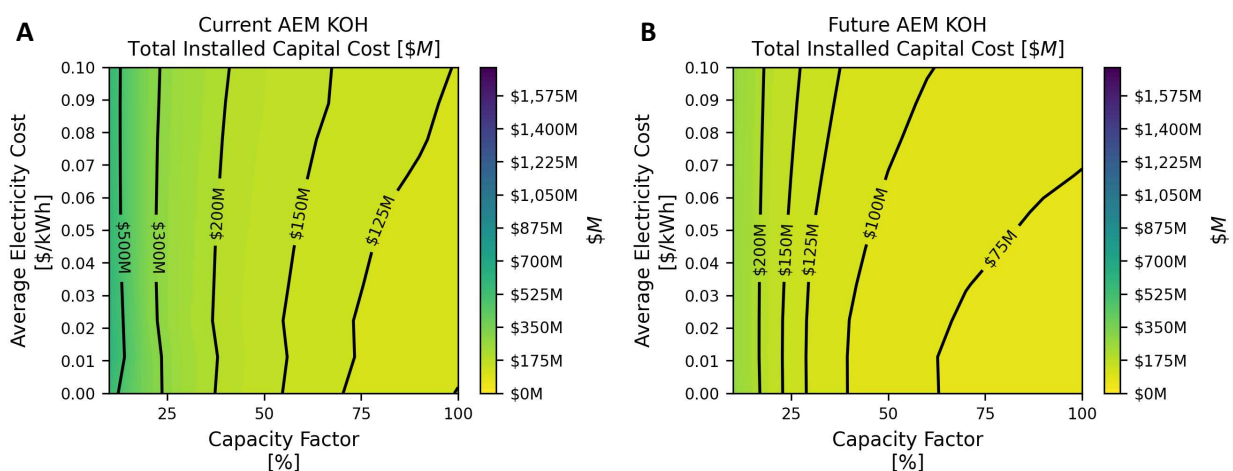 A
Current AEM KOH
Total Installed Capital Cost [$M]
Average Electricity Cost
[$/kWh]
0.10
0.09
0.08
0.07
0.06
0.05
0.04
0.03
0.02
0.01
0.00
$500M
$300M
$200M
$150M
$125M
25
50
75
100
Capacity Factor
[%]
$1,575M
$1,400M
$1,225M
$1,050M
$875M
$700M
$525M
$350M
$175M
$0M
$M
B
Future AEM KOH
Total Installed Capital Cost [$M]
Average Electricity Cost
[$/kWh]
0.10
0.09
0.08
0.07
0.06
0.05
0.04
0.03
0.02
0.01
0.00
$200M
$150M
$125M
$100M
$75M
25
50
75
100
Capacity Factor
[%]
$1,575M
$1,400M
$1,225M
$1,050M
$875M
$700M
$525M
$350M
$175M
$0M
$M